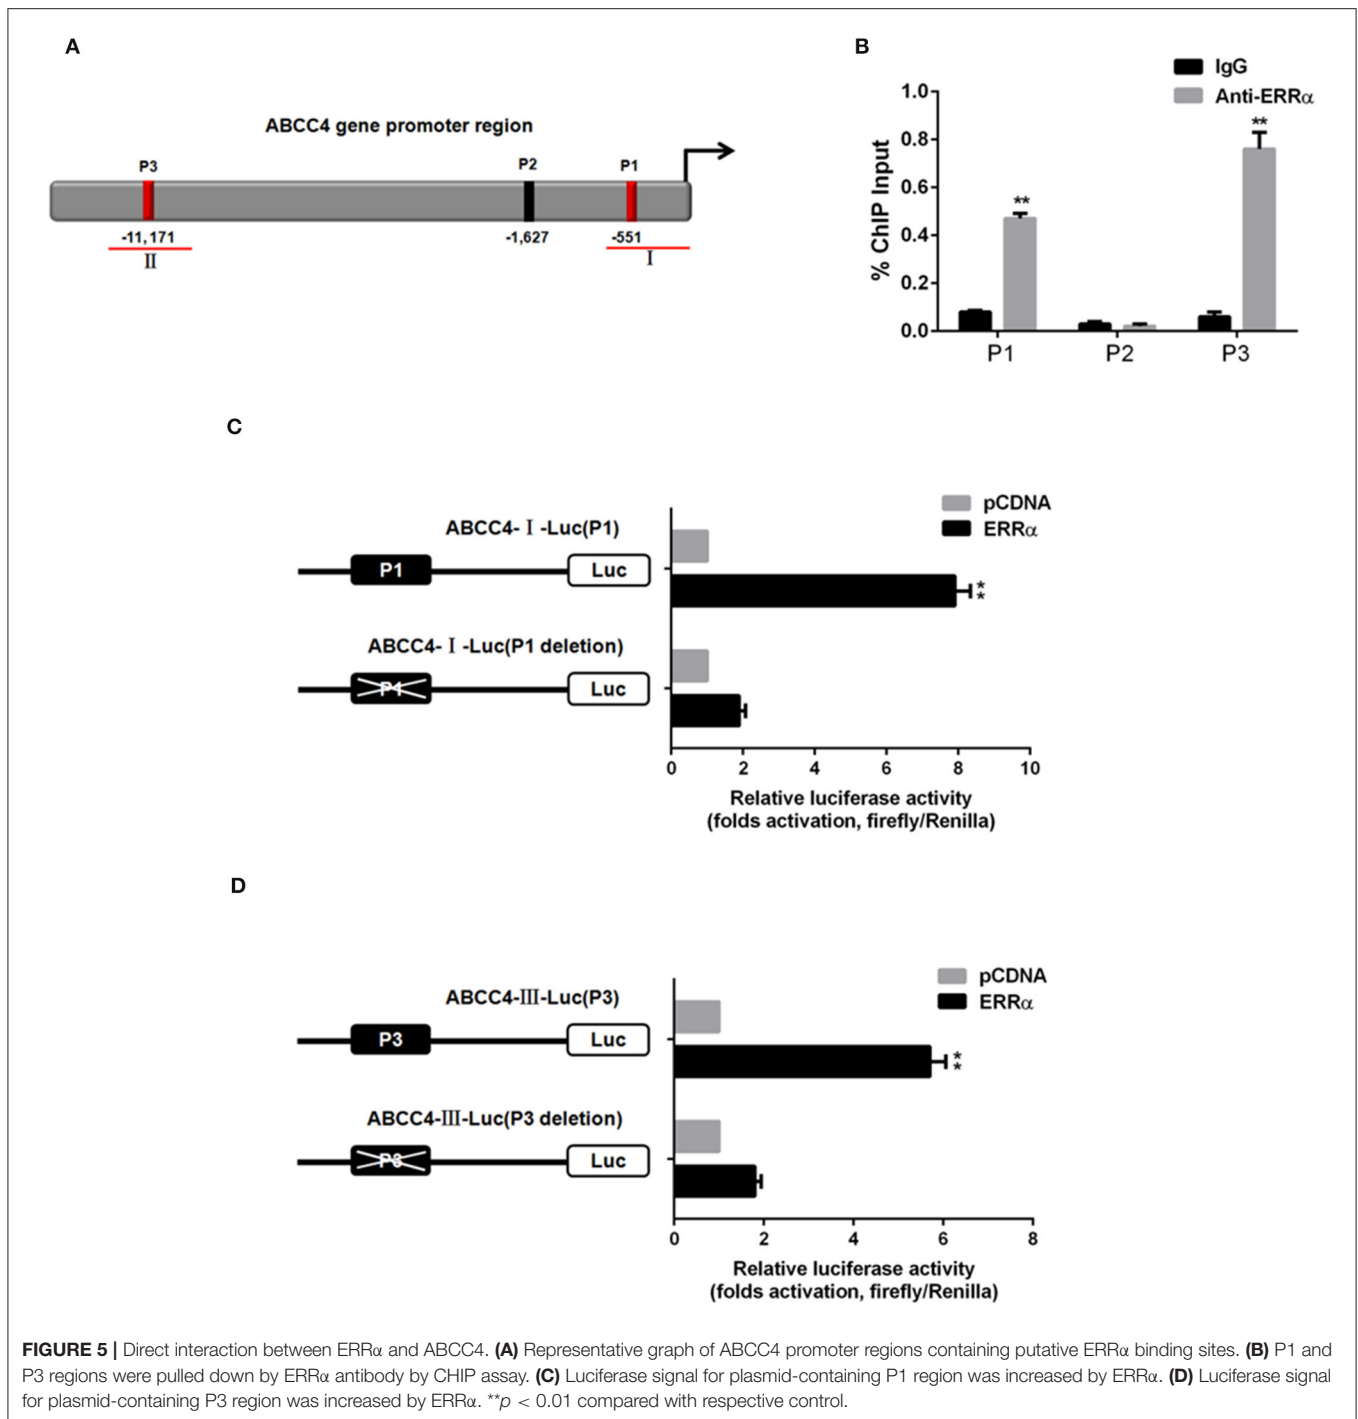 A
ABCC4 gene promoter region
P3
P2
P1
-11,171
-1,627
-551
II
I
B
IgG
Anti-ERRα
1.0
0.8
0.6
0.4
0.2
0.0
% ChIP Input
**
**
P1
P2
P3
C
pCDNA
ERRα
ABCC4- I -Luc(P1)
P1
Luc
**
ABCC4- I -Luc(P1 deletion)
P1
Luc
0 2 4 6 8 10
Relative luciferase activity
(folds activation, firefly/Renilla)
D
pCDNA
ERRα
ABCC4-III-Luc(P3)
P3
Luc
**
ABCC4-III-Luc(P3 deletion)
P3
Luc
0 2 4 6 8
Relative luciferase activity
(folds activation, firefly/Renilla)
FIGURE 5 | Direct interaction between ERRα and ABCC4. (A) Representative graph of ABCC4 promoter regions containing putative ERRα binding sites. (B) P1 and
P3 regions were pulled down by ERRα antibody by CHIP assay. (C) Luciferase signal for plasmid-containing P1 region was increased by ERRα. (D) Luciferase signal
for plasmid-containing P3 region was increased by ERRα. **p < 0.01 compared with respective control.